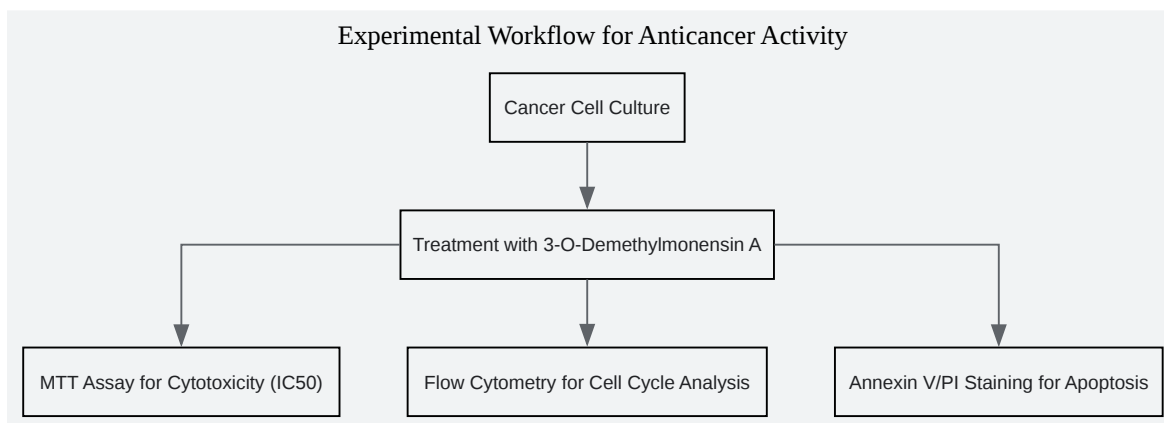 Experimental Workflow for Anticancer Activity
Cancer Cell Culture
Treatment with 3-O-Demethylmonensin A
MTT Assay for Cytotoxicity (IC50)
Flow Cytometry for Cell Cycle Analysis
Annexin V/PI Staining for Apoptosis